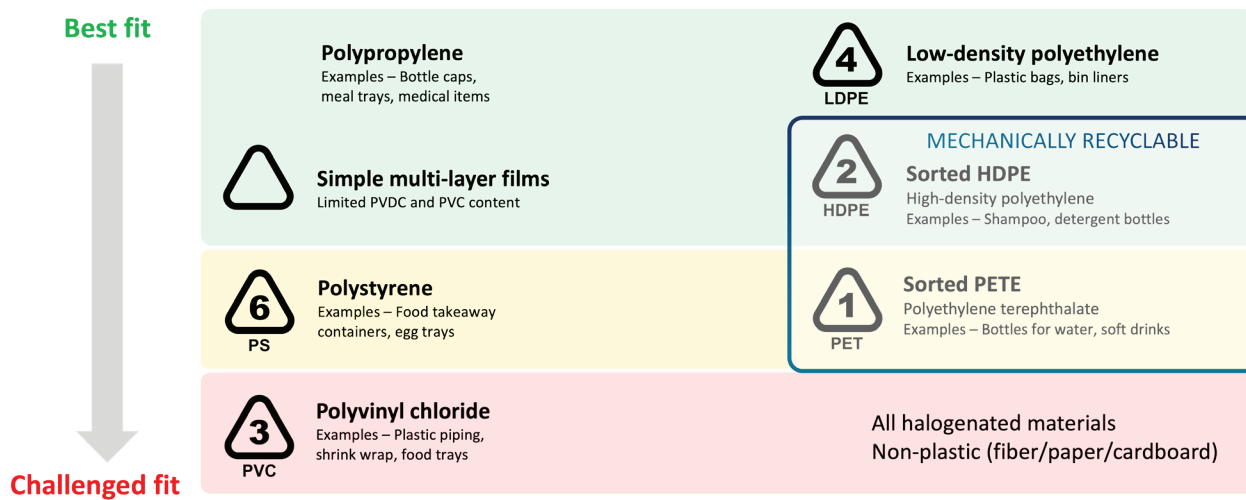 Best fit
Polypropylene
Examples – Bottle caps,
meal trays, medical items
4
LDPE
Low-density polyethylene
Examples – Plastic bags, bin liners
Simple multi-layer films
Limited PVDC and PVC content
MECHANICALLY RECYCLABLE
2
HDPE
Sorted HDPE
High-density polyethylene
Examples – Shampoo, detergent bottles
6
PS
Polystyrene
Examples – Food takeaway
containers, egg trays
1
PET
Sorted PETE
Polyethylene terephthalate
Examples – Bottles for water, soft drinks
3
PVC
Polyvinyl chloride
Examples – Plastic piping,
shrink wrap, food trays
All halogenated materials
Non-plastic (fiber/paper/cardboard)
Challenged fit